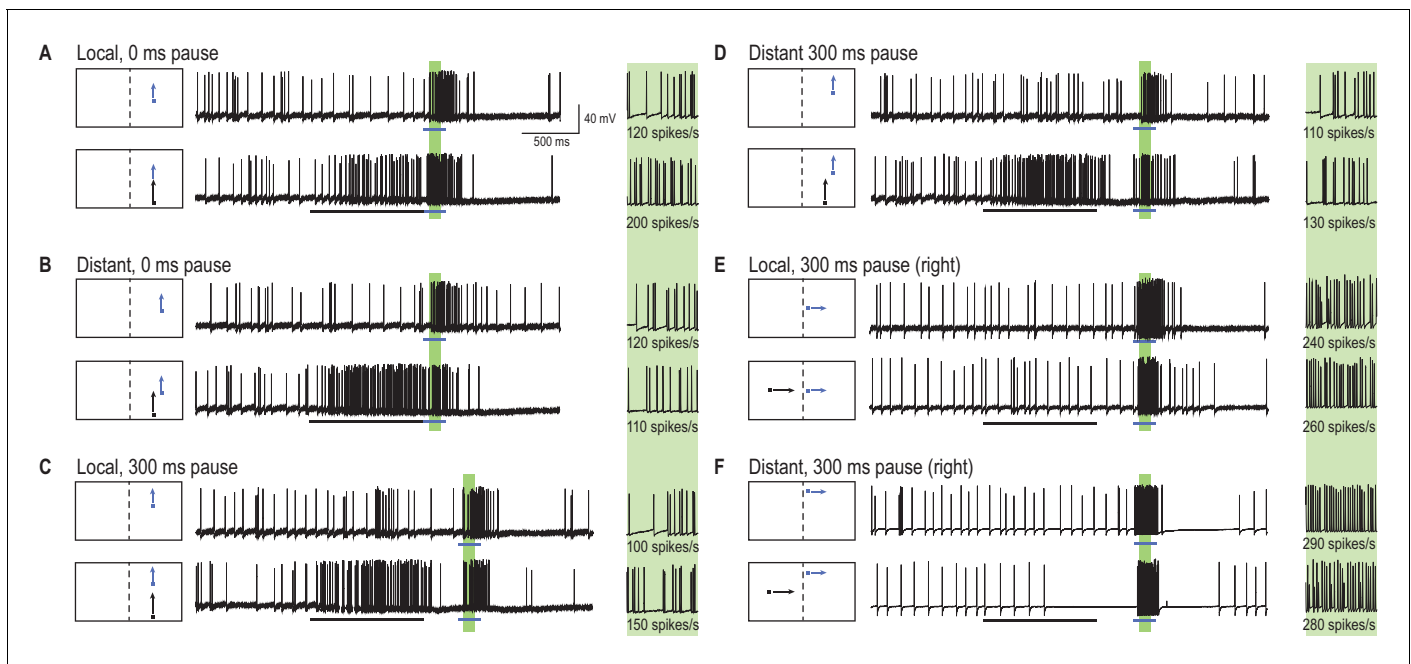 A Local, 0 ms pause
40 mV
500 ms
120 spikes/s
200 spikes/s
B Distant, 0 ms pause
120 spikes/s
110 spikes/s
C Local, 300 ms pause
100 spikes/s
150 spikes/s
D Distant 300 ms pause
110 spikes/s
130 spikes/s
E Local, 300 ms pause (right)
240 spikes/s
260 spikes/s
F Distant, 300 ms pause (right)
290 spikes/s
280 spikes/s